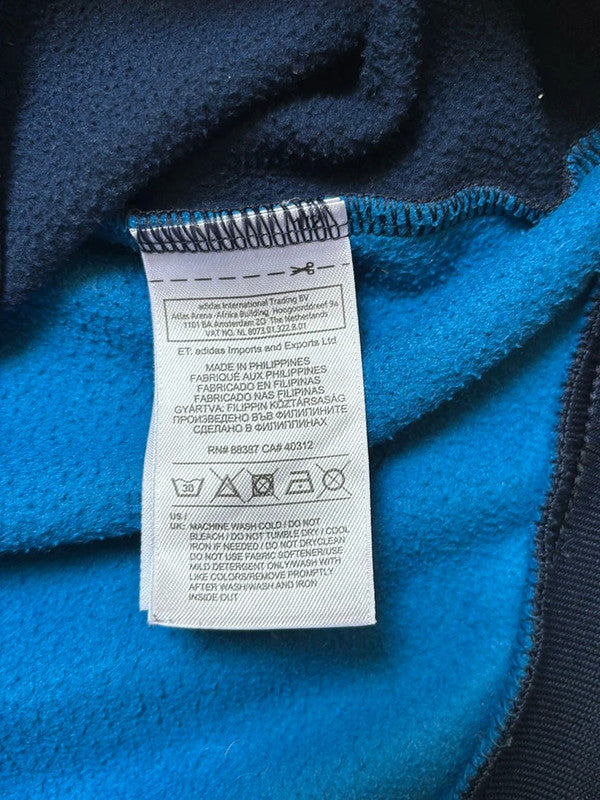 adidas International Trading BV
Atlas Arena -Afrika Building Hoogoorddreef 9a
1101 BA Amsterdam ZO The Netherlands
VAT NO. NL 8073.01.322.B.01
ET: adidas Imports and Exports Ltd
MADE IN PHILIPPINES
FABRIQUÉ AUX PHILIPPINES
FABRICADO EN FILIPINAS
FABRICADO NAS FILIPINAS
GYÁRTVA: FILIPPIN KÖZTÁRSASÁG
ПРОИЗВЕДЕНО ВЪВ ФИЛИПИНИТЕ
СДЕЛАНО В ФИЛИППИНАХ
RN# 88387 CA# 40312
30
US /
UK: MACHINE WASH COLD / DO NOT
BLEACH / DO NOT TUMBLE DRY / COOL
IRON IF NEEDED / DO NOT DRYCLEAN
DO NOT USE FABRIC SOFTENER/USE
MILD DETERGENT ONLY/WASH WITH
LIKE COLORS/REMOVE PROMPTLY
AFTER WASH/WASH AND IRON
INSIDE OUT